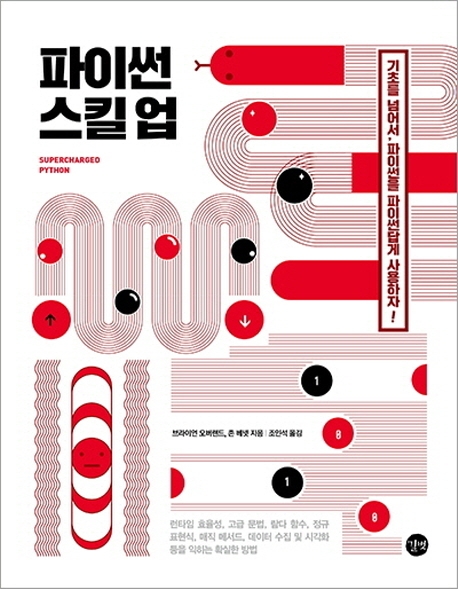 파이썬
스킬 업
SUPERCHARGEO
PYTHON
기초를 넘어서, 파이썬을 파이썬답게 사용하자!
1
0
브라이언 오버랜드, 존 베넷 지음 | 조인석 옮김
1
0
런타임 효율성, 고급 문법, 람다 함수, 정규
표현식, 매직 메서드, 데이터 수집 및 시각화
등을 익히는 확실한 방법
길벗